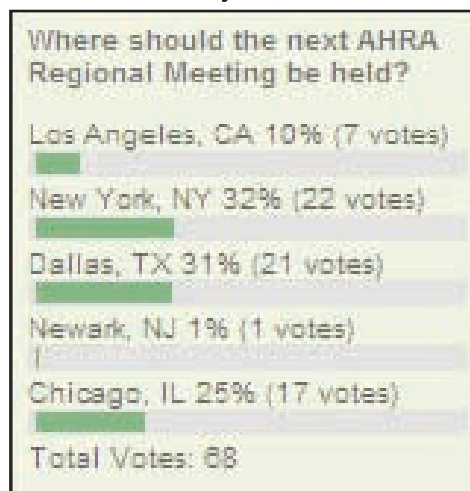 Where should the next AHRA
Regional Meeting be held?
Los Angeles, CA 10% (7 votes)
New York, NY 32% (22 votes)
Dallas, TX 31% (21 votes)
Newark, NJ 1% (1 votes)
Chicago, IL 25% (17 votes)
Total Votes: 68